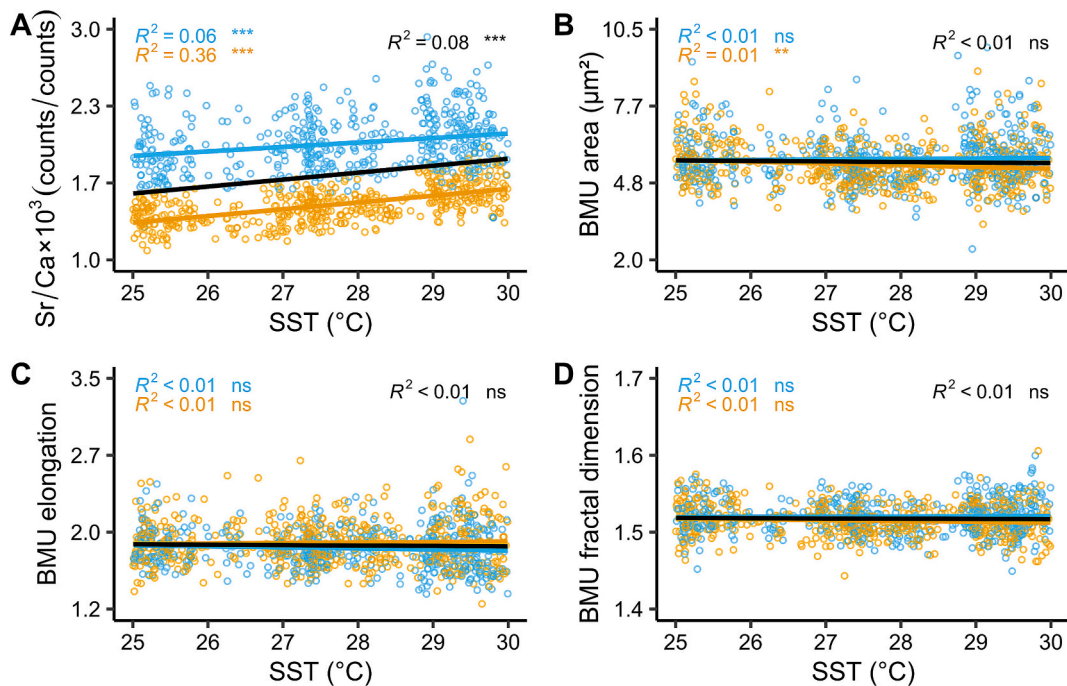 A
R² = 0.06 ***
R² = 0.36 ***
R² = 0.08 ***
Sr/Ca×10³ (counts/counts)
3.0
2.3
1.7
1.0
25 26 27 28 29 30
SST (°C)
B
R² < 0.01 ns
R² = 0.01 **
R² < 0.01 ns
BMU area (µm²)
10.5
7.7
4.8
2.0
25 26 27 28 29 30
SST (°C)
C
R² < 0.01 ns
R² < 0.01 ns
R² < 0.01 ns
BMU elongation
3.5
2.7
2.0
1.2
25 26 27 28 29 30
SST (°C)
D
R² < 0.01 ns
R² < 0.01 ns
R² < 0.01 ns
BMU fractal dimension
1.7
1.6
1.5
1.4
25 26 27 28 29 30
SST (°C)